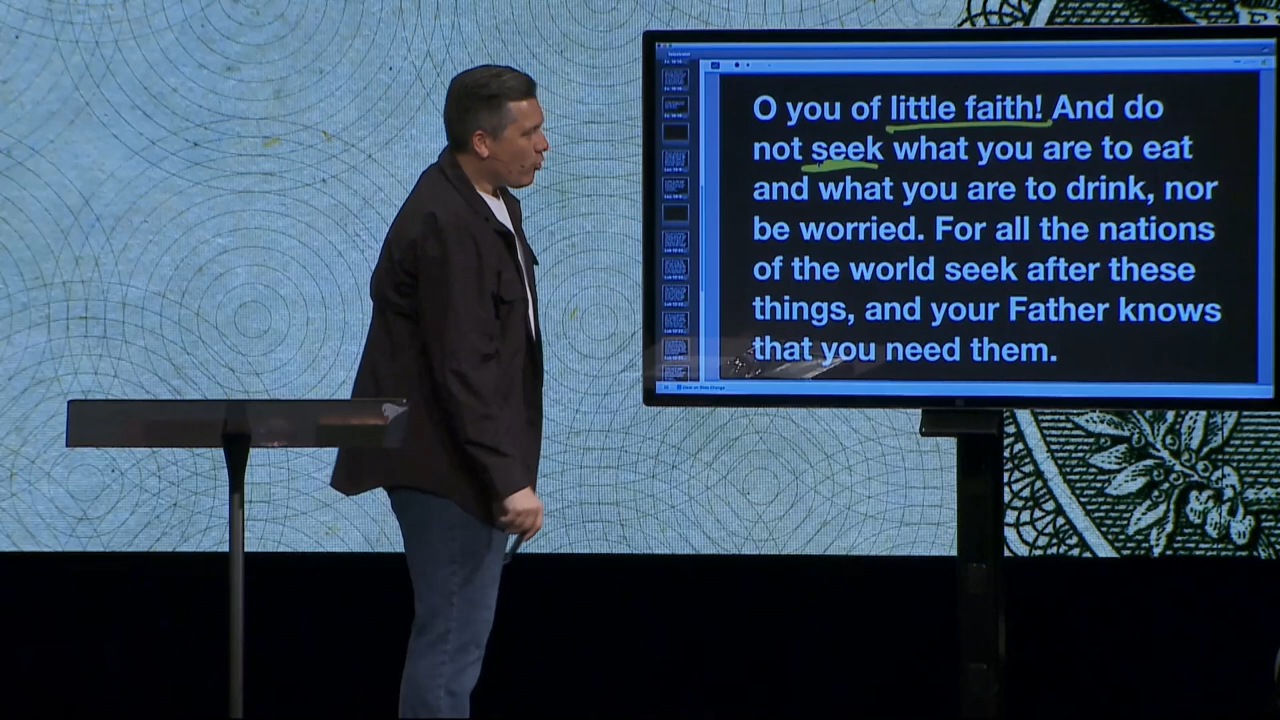 O you of little faith! And do
not seek what you are to eat
and what you are to drink, nor
be worried. For all the nations
of the world seek after these
things, and your Father knows
that you need them.